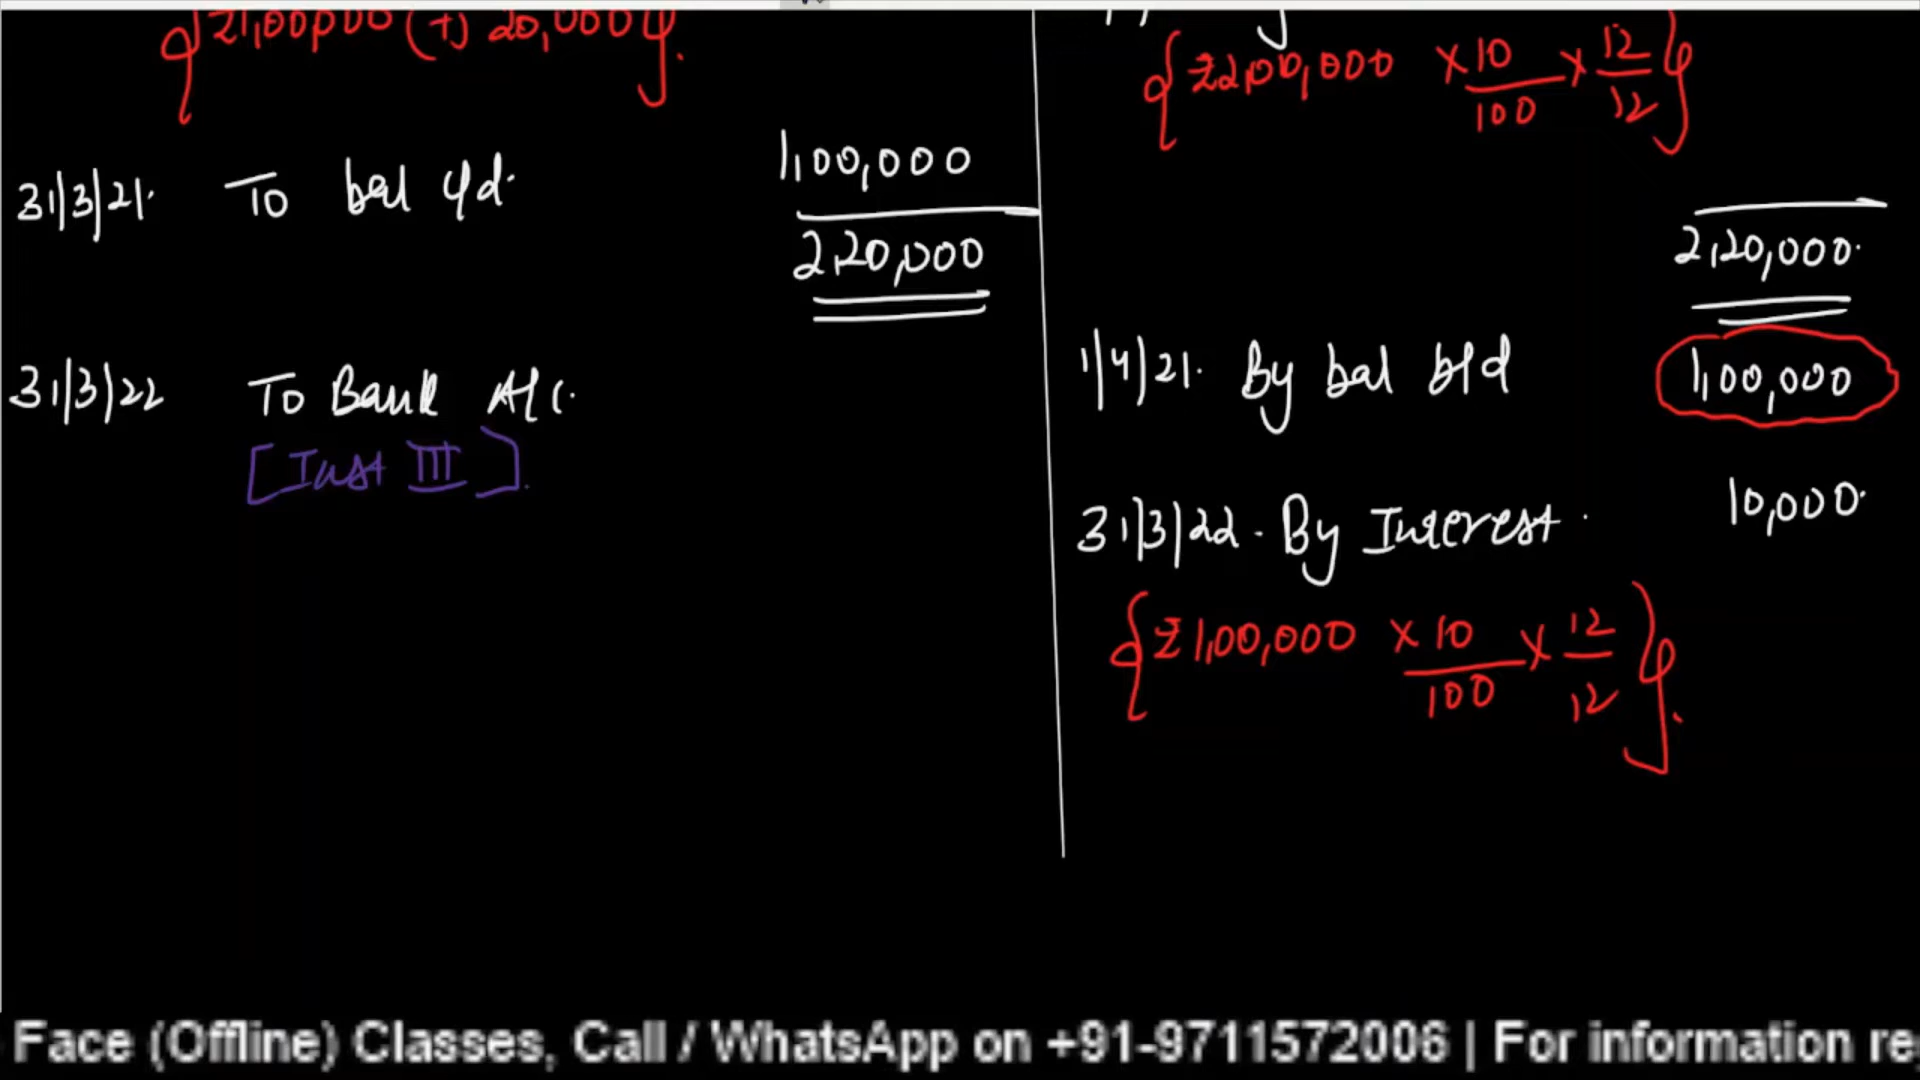 {₹1,00,000 (+) 20,000}.
{₹2,00,000 × 10/100 × 12/12}
31/3/21. To bal c/d. 1,00,000
2,20,000 2,20,000.
1/4/21. By bal b/d 1,00,000
31/3/22 To Bank A/c.
[Inst III].
31/3/22. By Interest. 10,000.
{₹1,00,000 × 10/100 × 12/12}.
Face (Offline) Classes, Call / WhatsApp on +91-9711572006 | For information re